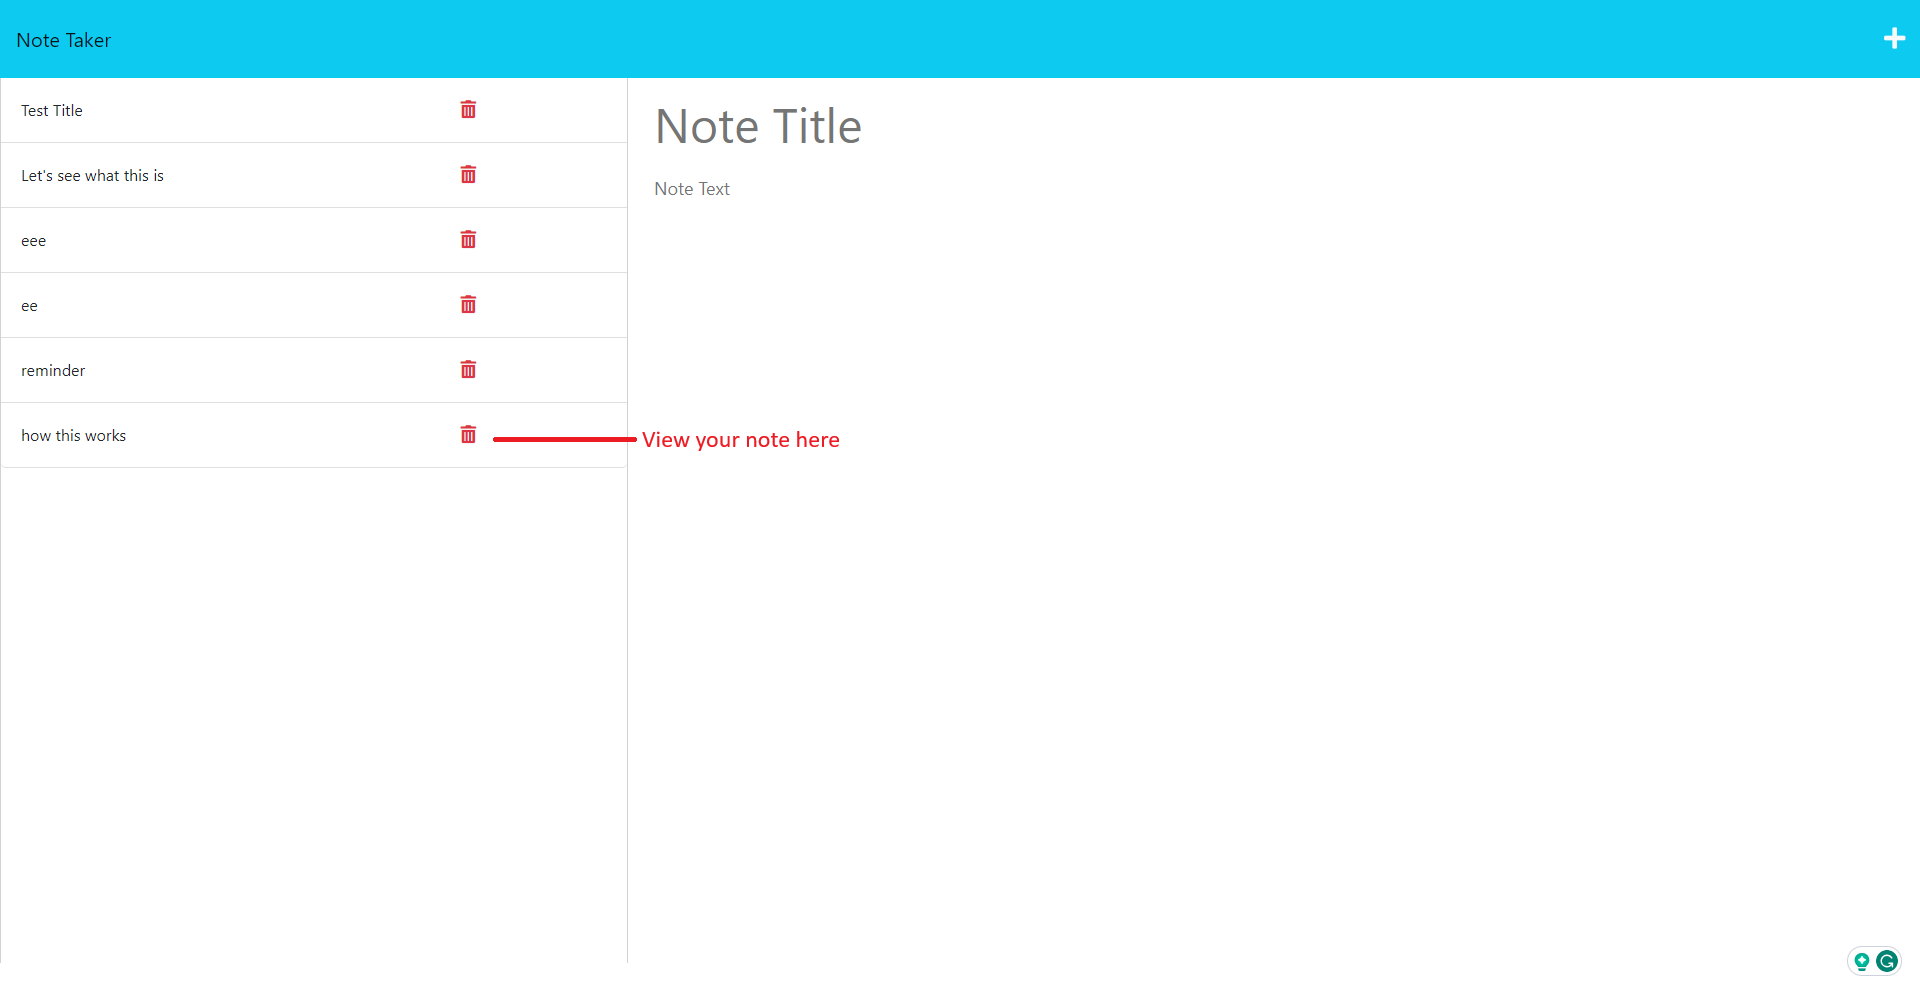 Note Taker
Test Title
Let's see what this is
eee
ee
reminder
how this works
Note Title
Note Text
View your note here